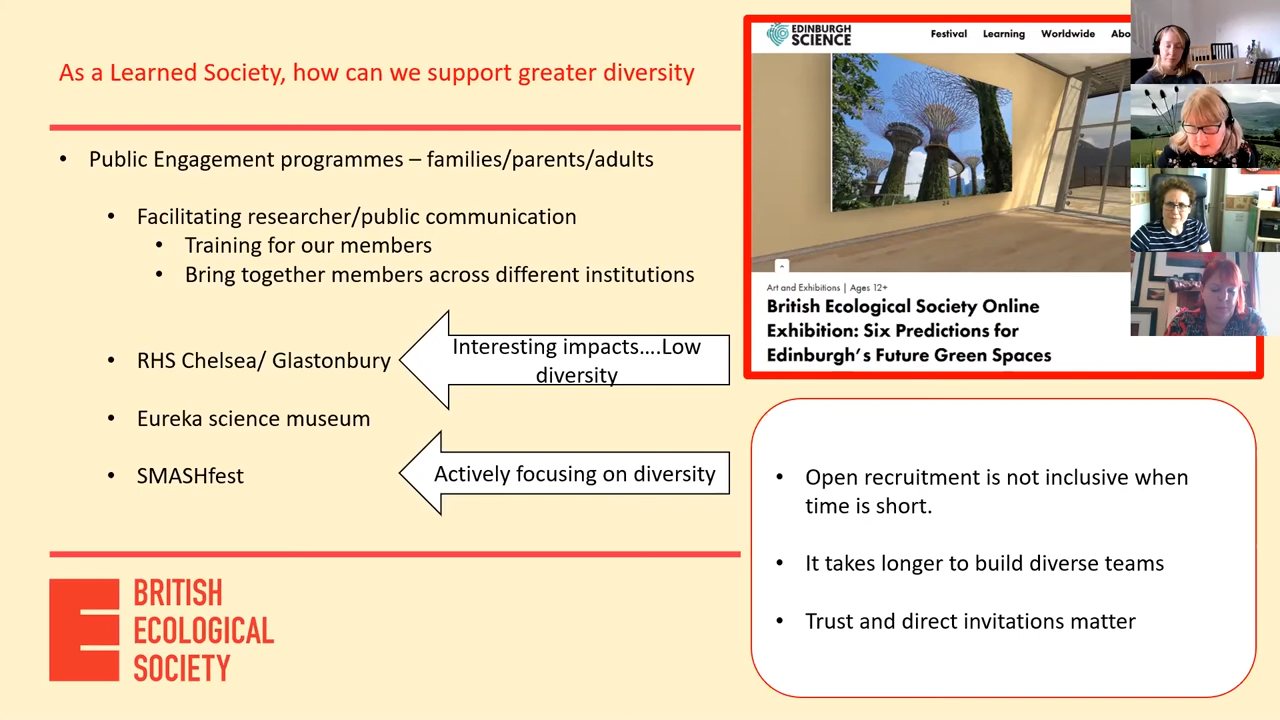 As a Learned Society, how can we support greater diversity
• Public Engagement programmes – families/parents/adults
• Facilitating researcher/public communication
• Training for our members
• Bring together members across different institutions
• RHS Chelsea/ Glastonbury
Interesting impacts....Low
diversity
• Eureka science museum
• SMASHfest
Actively focusing on diversity
BRITISH
ECOLOGICAL
SOCIETY
EDINBURGH
SCIENCE
Festival Learning Worldwide
Art and Exhibitions | Ages 12+
British Ecological Society Online
Exhibition: Six Predictions for
Edinburgh's Future Green Spaces
• Open recruitment is not inclusive when
time is short.
• It takes longer to build diverse teams
• Trust and direct invitations matter